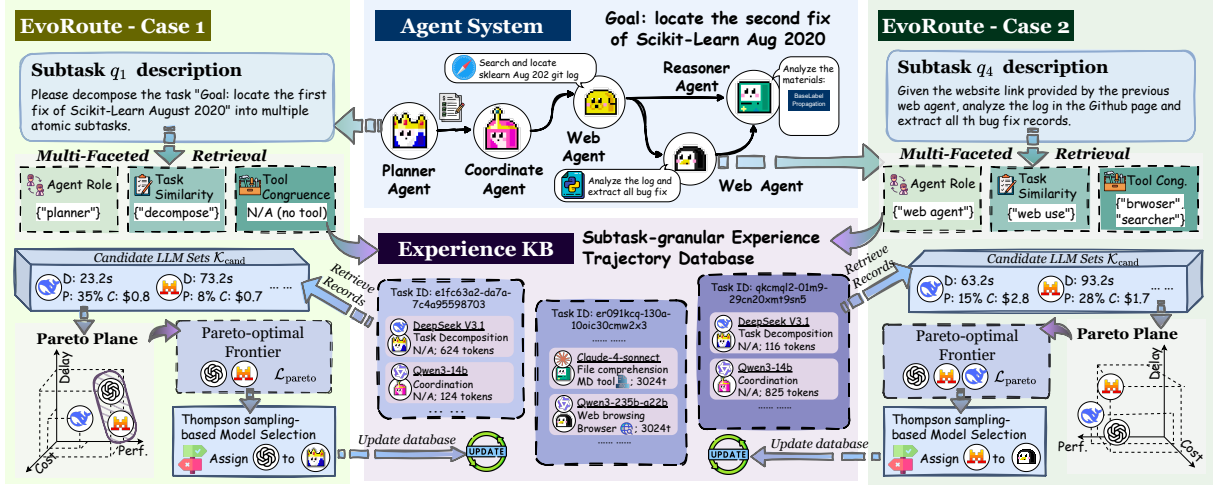 EvoRoute - Case 1
Subtask q1 description
Please decompose the task "Goal: locate the first
fix of Scikit-Learn August 2020" into multiple
atomic subtasks.
Multi-Faceted Retrieval
Agent Role
{"planner"}
Task
Similarity
{"decompose"}
Tool
Congruence
N/A (no tool)
Candidate LLM Sets Kcand
D: 23.2s
P: 35% C: $0.8
D: 73.2s
P: 8% C: $0.7
... ...
Pareto Plane
Delay
Cost
Perf.
Pareto-optimal
Frontier
Lpareto
Thompson sampling-
based Model Selection
Assign to
Agent System
Goal: locate the second fix
of Scikit-Learn Aug 2020
Search and locate
sklearn Aug 202 git log
Reasoner
Agent
Analyze the
materials:
BaseLabel
Propagation
Planner
Agent
Coordinate
Agent
Web
Agent
Analyze the log and
extract all bug fix
Web Agent
Experience KB
Subtask-granular Experience
Trajectory Database
Retrieve
Records
Task ID: e1fc63a2-da7a-
7c4a95598703
DeepSeek V3.1
Task Decomposition
N/A; 624 tokens
Qwen3-14b
Coordination
N/A; 124 tokens
... ...
Task ID: er091kcq-130a-
10oic30cmw2x3
...... ......
Claude-4-sonnect
File comprehension
MD tool ; 3024t
Qwen3-235b-a22b
Web browsing
Browser ; 3024t
...... ......
Task ID: qkcmql2-01m9-
29cn20xmt9sn5
DeepSeek V3.1
Task Decomposition
N/A; 116 tokens
Qwen3-14b
Coordination
N/A; 825 tokens
...... ......
Retrieve
Records
Update database
UPDATE
UPDATE
Update database
EvoRoute - Case 2
Subtask q4 description
Given the website link provided by the previous
web agent, analyze the log in the Github page and
extract all th bug fix records.
Multi-Faceted Retrieval
Agent Role
{"web agent"}
Task
Similarity
{"web use"}
Tool Cong.
{"brwoser",
"searcher"}
Candidate LLM Sets Kcand
D: 63.2s
P: 15% C: $2,8
D: 93.2s
P: 28% C: $1,7
... ...
Pareto-optimal
Frontier
Lpareto
Pareto Plane
Delay
Perf.
Cost
Thompson sampling-
based Model Selection
Assign to